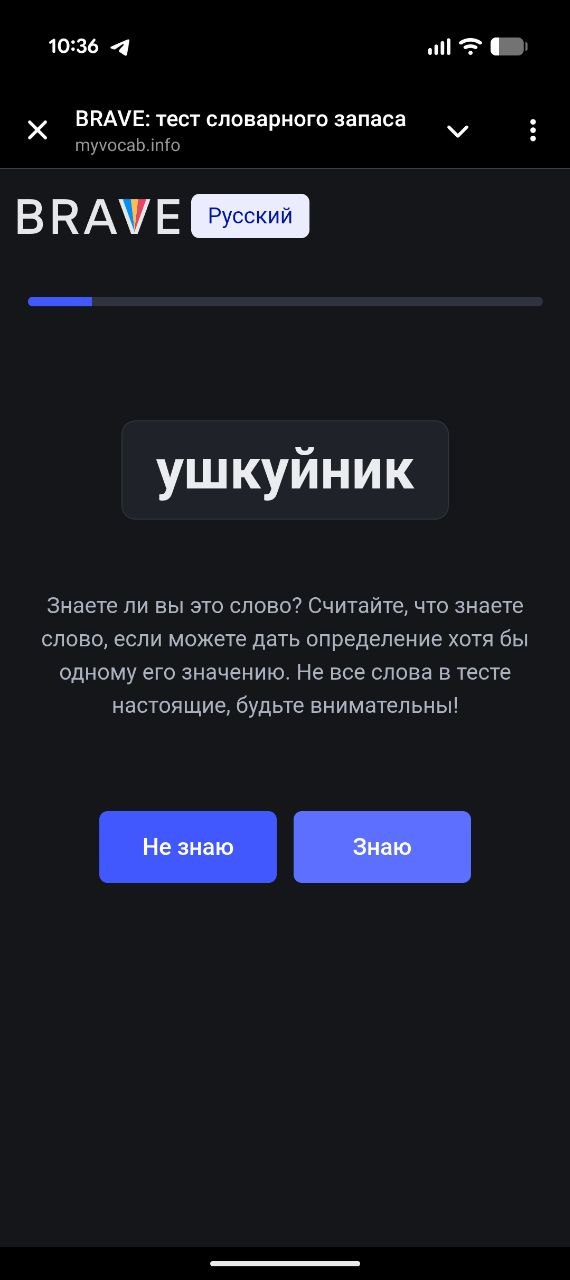 10:36
BRAVE: тест словарного запаса
myvocab.info
BRAVE Русский
ушкуйник
Знаете ли вы это слово? Считайте, что знаете
слово, если можете дать определение хотя бы
одному его значению. Не все слова в тесте
настоящие, будьте внимательны!
Не знаю Знаю